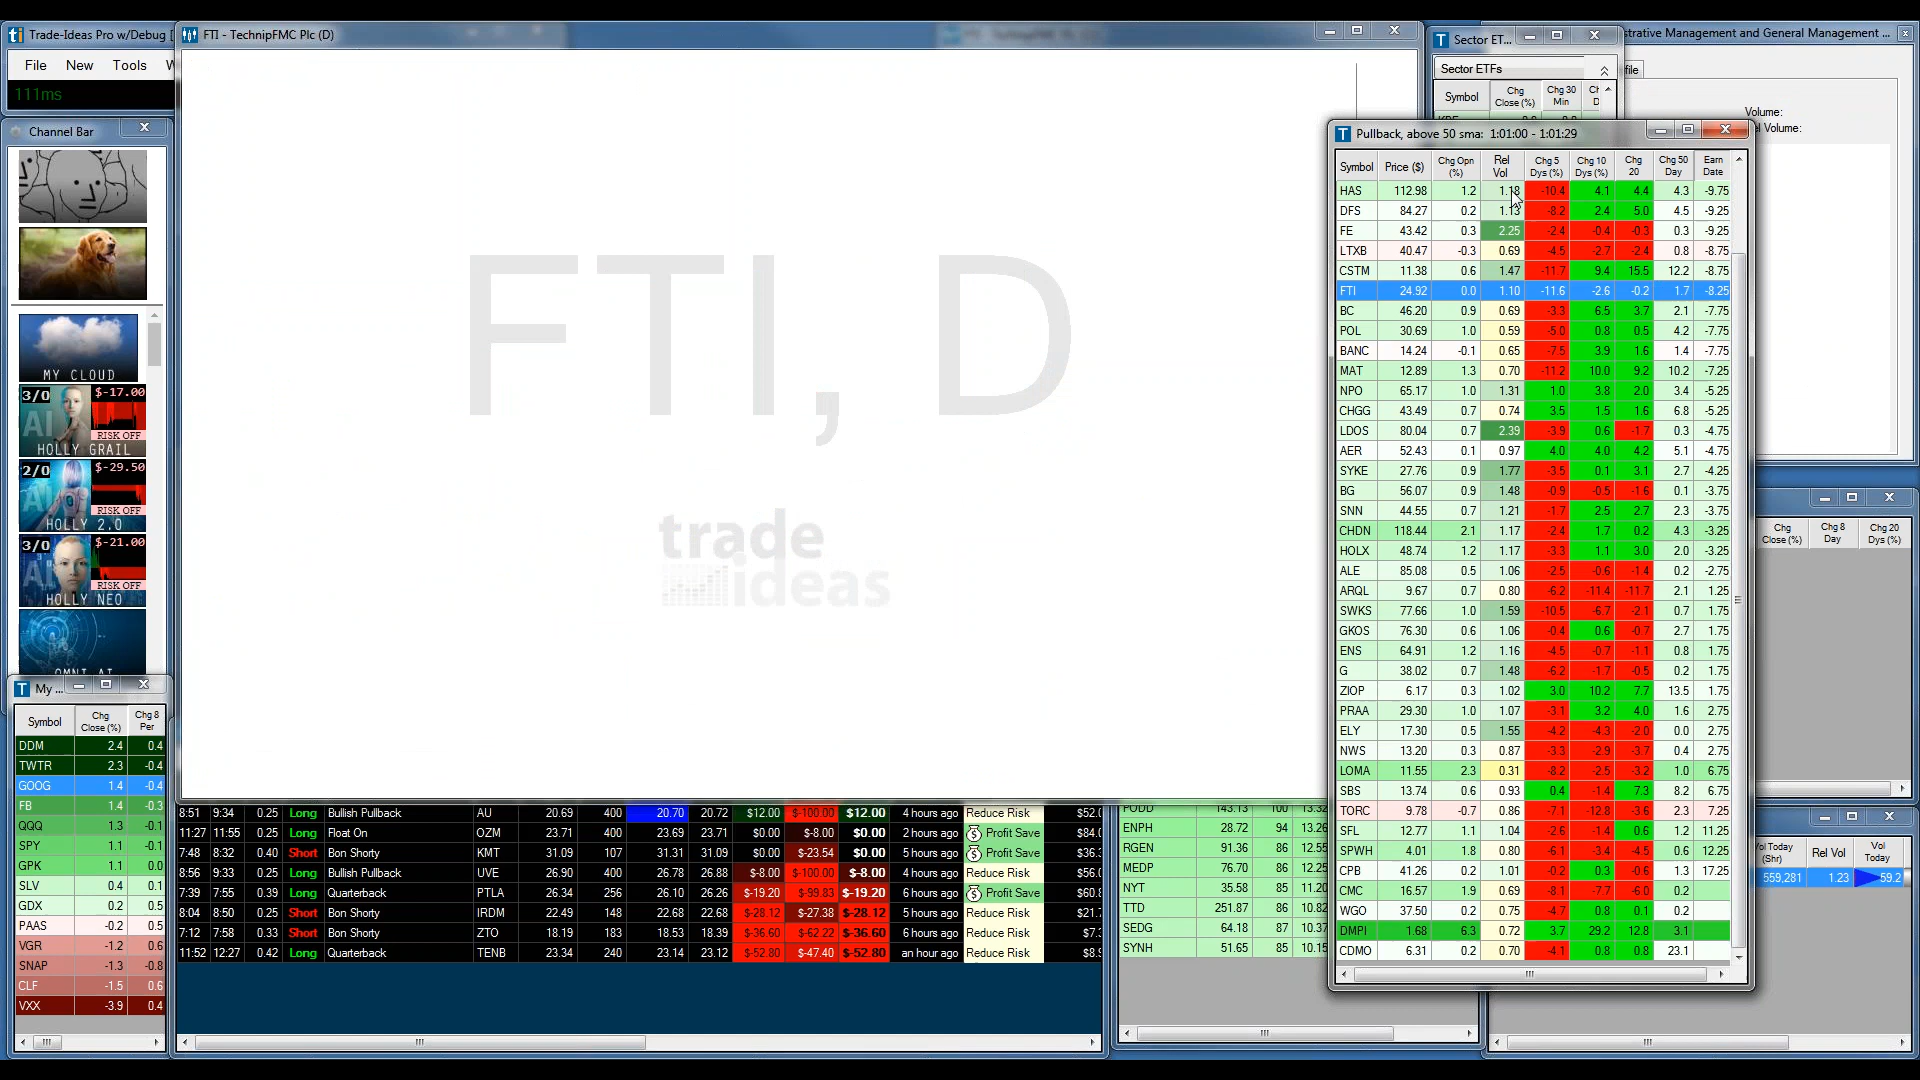 Trade-Ideas Pro w/Debug [
File New Tools
111ms
Channel Bar
MY CLOUD
3/0 $-17.00
AI
RISK OFF
HOLLY GRAIL
2/0 $-29.50
AI
RISK OFF
HOLLY 2.0
3/0 $-21.00
AI
RISK OFF
HOLLY NEO
OMNI AI
My ...
Symbol Chg Close (%) Chg 8 Per
DDM 2.4 0.4
TWTR 2.3 -0.4
GOOG 1.4 -0.4
FB 1.4 -0.3
QQQ 1.3 -0.1
SPY 1.1 -0.1
GPK 1.1 0.0
SLV 0.4 0.1
GDX 0.2 0.5
PAAS -0.2 0.5
VGR -1.2 0.6
SNAP -1.3 -0.8
CLF -1.5 0.6
VXX -3.9 0.4
FTI - TechnipFMC Plc (D)
FTI, D
trade
ideas
8:51 9:34 0.25 Long Bullish Pullback AU 20.69 400 20.70 20.72 $12.00 $-100.00 $12.00 4 hours ago Reduce Risk
11:27 11:55 0.25 Long Float On OZM 23.71 400 23.69 23.71 $0.00 $-8.00 $0.00 2 hours ago Profit Save
7:48 8:32 0.40 Short Bon Shorty KMT 31.09 107 31.31 31.09 $0.00 $-23.54 $0.00 5 hours ago Profit Save
8:56 9:33 0.25 Long Bullish Pullback UVE 26.90 400 26.78 26.88 $-8.00 $-100.00 $-8.00 4 hours ago Reduce Risk
7:39 7:55 0.39 Long Quarterback PTLA 26.34 256 26.10 26.26 $-19.20 $-99.83 $-19.20 6 hours ago Profit Save
8:04 8:50 0.25 Short Bon Shorty IRDM 22.49 148 22.68 22.68 $-28.12 $-27.38 $-28.12 5 hours ago Reduce Risk
7:12 7:58 0.33 Short Bon Shorty ZTO 18.19 183 18.53 18.39 $-36.60 $-62.22 $-36.60 6 hours ago Reduce Risk
11:52 12:27 0.42 Long Quarterback TENB 23.34 240 23.14 23.12 $-52.80 $-47.40 $-52.80 an hour ago Reduce Risk
PODD 143.13 100 13.32
ENPH 28.72 94 13.26
RGEN 91.36 86 12.55
MEDP 76.70 86 12.25
NYT 35.58 85 11.20
TTD 251.87 86 10.82
SEDG 64.18 87 10.37
SYNH 51.65 85 10.15
Sector ET...
Sector ETFs
Symbol Chg Close (%) Chg 30 Min
strative Management and General Management ...
file
Volume:
el Volume:
Pullback, above 50 sma: 1:01:00 - 1:01:29
Symbol Price ($) Chg Opn (%) Rel Vol Chg 5 Dys (%) Chg 10 Dys (%) Chg 20 Chg 50 Day Earn Date
HAS 112.98 1.2 1.18 -10.4 4.1 4.4 4.3 -9.75
DFS 84.27 0.2 1.13 -8.2 2.4 5.0 4.5 -9.25
FE 43.42 0.3 2.25 -2.4 -0.4 -0.3 0.3 -9.25
LTXB 40.47 -0.3 0.69 -4.5 -2.7 -2.4 0.8 -8.75
CSTM 11.38 0.6 1.47 -11.7 9.4 15.5 12.2 -8.75
FTI 24.92 0.0 1.10 -11.6 -2.6 -0.2 1.7 -8.25
BC 46.20 0.9 0.69 -3.3 6.5 3.7 2.1 -7.75
POL 30.69 1.0 0.59 -5.0 0.8 0.5 4.2 -7.75
BANC 14.24 -0.1 0.65 -7.5 3.9 1.6 1.4 -7.75
MAT 12.89 1.3 0.70 -11.2 10.0 9.2 10.2 -7.25
NPO 65.17 1.0 1.31 1.0 3.8 2.0 3.4 -5.25
CHGG 43.49 0.7 0.74 3.5 1.5 1.6 6.8 -5.25
LDOS 80.04 0.7 2.39 -3.9 0.6 -1.7 0.3 -4.75
AER 52.43 0.1 0.97 4.0 4.0 4.2 5.1 -4.75
SYKE 27.76 0.9 1.77 -3.5 0.1 3.1 2.7 -4.25
BG 56.07 0.9 1.48 -0.9 -0.5 -1.6 0.1 -3.75
SNN 44.55 0.7 1.21 -1.7 2.5 2.7 2.3 -3.75
CHDN 118.44 2.1 1.17 -2.4 1.7 0.2 4.3 -3.25
HOLX 48.74 1.2 1.17 -3.3 1.1 3.0 2.0 -3.25
ALE 85.08 0.5 1.06 -2.5 -0.6 -1.4 0.2 -2.75
ARQL 9.67 0.7 0.80 -6.2 -11.4 -11.7 2.1 1.25
SWKS 77.66 1.0 1.59 -10.5 -6.7 -2.1 0.7 1.75
GKOS 76.30 0.6 1.06 -0.4 0.6 -0.7 2.7 1.75
ENS 64.91 1.2 1.16 -4.5 -0.7 -1.1 0.8 1.75
G 38.02 0.7 1.48 -6.2 -1.7 -0.5 0.2 1.75
ZIOP 6.17 0.3 1.02 3.0 10.2 7.7 13.5 1.75
PRAA 29.30 1.0 1.07 -3.1 3.2 4.0 1.6 2.75
ELY 17.30 0.5 1.55 -4.2 -4.3 -2.0 0.0 2.75
NWS 13.20 0.3 0.87 -3.3 -2.9 -3.7 0.4 2.75
LOMA 11.55 2.3 0.31 -8.2 -2.5 -3.2 1.0 6.75
SBS 13.74 0.6 0.93 0.4 -1.4 7.3 8.2 6.75
TORC 9.78 -0.7 0.86 -7.1 -12.8 -3.6 2.3 7.25
SFL 12.77 1.1 1.04 -2.6 -1.4 0.6 1.2 11.25
SPWH 4.01 1.8 0.80 -6.1 -3.4 -4.5 0.6 12.25
CPB 41.26 0.2 1.01 -0.2 0.3 -6.0 1.3 17.25
CMC 16.57 1.9 0.69 -8.1 -7.7 -6.0 0.2
WGO 37.50 0.2 0.75 -4.7 0.8 0.1 0.2
DMPI 1.68 6.3 0.72 3.7 29.2 12.8 3.1
CDMO 6.31 0.2 0.70 -4.1 0.8 0.8 23.1
Chg Close (%) Chg 8 Day Chg 20 Dys (%)
Vol Today (Shr) Rel Vol Vol Today
559,281 1.23 59.2